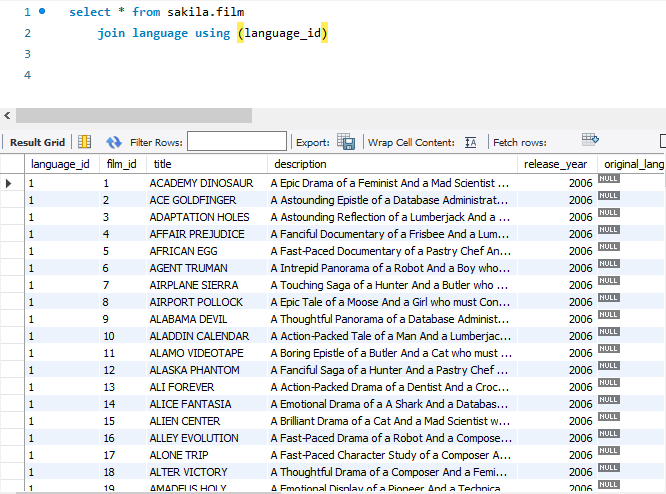 1 select * from sakila.film
2 join language using (language_id)
3
4
Result Grid Filter Rows: Export: Wrap Cell Content: Fetch rows:
language_id film_id title description release_year original_lang
1 1 ACADEMY DINOSAUR A Epic Drama of a Feminist And a Mad Scientist ... 2006 NULL
1 2 ACE GOLDFINGER A Astounding Epistle of a Database Administrat... 2006 NULL
1 3 ADAPTATION HOLES A Astounding Reflection of a Lumberjack And a ... 2006 NULL
1 4 AFFAIR PREJUDICE A Fanciful Documentary of a Frisbee And a Lum... 2006 NULL
1 5 AFRICAN EGG A Fast-Paced Documentary of a Pastry Chef An... 2006 NULL
1 6 AGENT TRUMAN A Intrepid Panorama of a Robot And a Boy who... 2006 NULL
1 7 AIRPLANE SIERRA A Touching Saga of a Hunter And a Butler who ... 2006 NULL
1 8 AIRPORT POLLOCK A Epic Tale of a Moose And a Girl who must Con... 2006 NULL
1 9 ALABAMA DEVIL A Thoughtful Panorama of a Database Administ... 2006 NULL
1 10 ALADDIN CALENDAR A Action-Packed Tale of a Man And a Lumberjac... 2006 NULL
1 11 ALAMO VIDEOTAPE A Boring Epistle of a Butler And a Cat who must ... 2006 NULL
1 12 ALASKA PHANTOM A Fanciful Saga of a Hunter And a Pastry Chef ... 2006 NULL
1 13 ALI FOREVER A Action-Packed Drama of a Dentist And a Croc... 2006 NULL
1 14 ALICE FANTASIA A Emotional Drama of a A Shark And a Databas... 2006 NULL
1 15 ALIEN CENTER A Brilliant Drama of a Cat And a Mad Scientist w... 2006 NULL
1 16 ALLEY EVOLUTION A Fast-Paced Drama of a Robot And a Compose... 2006 NULL
1 17 ALONE TRIP A Fast-Paced Character Study of a Composer A... 2006 NULL
1 18 ALTER VICTORY A Thoughtful Drama of a Composer And a Femi... 2006 NULL
1 19 AMADEUS HOLY A Emotional Display of a Pioneer And a Technica... 2006 NULL